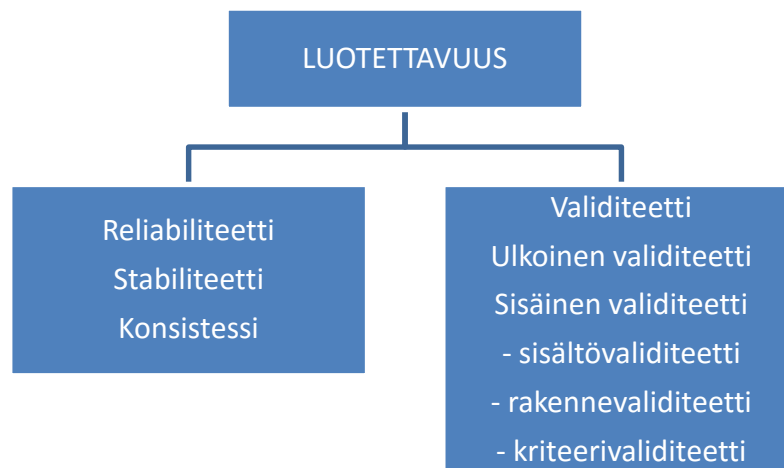 LUOTETTAVUUS
Reliabiliteetti
Stabiliteetti
Konsistessi
Validiteetti
Ulkoinen validiteetti
Sisäinen validiteetti
- sisältövaliditeetti
- rakennevaliditeetti
- kriteerivaliditeetti